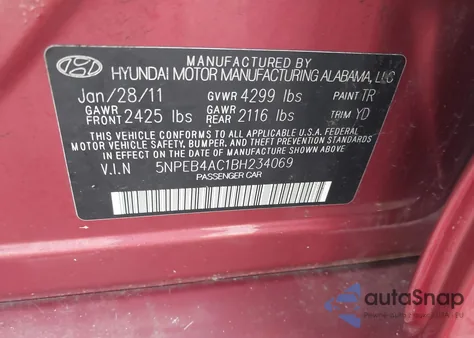 MANUFACTURED BY
HYUNDAI MOTOR MANUFACTURING ALABAMA, LLC
Jan/28/11 GVWR 4299 lbs PAINT TR
GAWR FRONT 2425 lbs GAWR REAR 2116 lbs TRIM YD
THIS VEHICLE CONFORMS TO ALL APPLICABLE U.S.A. FEDERAL
MOTOR VEHICLE SAFETY, BUMPER, AND THEFT PREVENTION
STANDARDS IN EFFECT ON THE DATE OF MANUFACTURE SHOWN ABOVE.
V.I.N 5NPEB4AC1BH234069
PASSENGER CAR
autoSnap